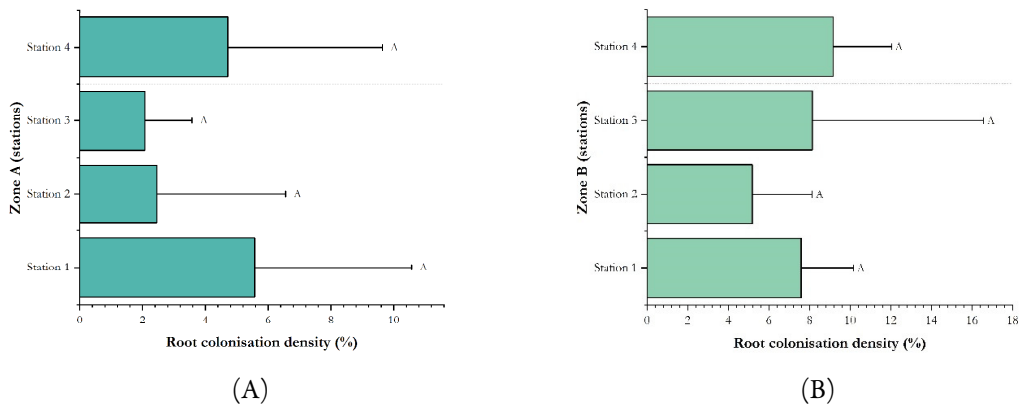 Zone A (stations)
Station 4
A
Station 3
A
Station 2
A
Station 1
A
0 2 4 6 8 10
Root colonisation density (%)
(A)
Zone B (stations)
Station 4
A
Station 3
A
Station 2
A
Station 1
A
0 2 4 6 8 10 12 14 16 18
Root colonisation density (%)
(B)